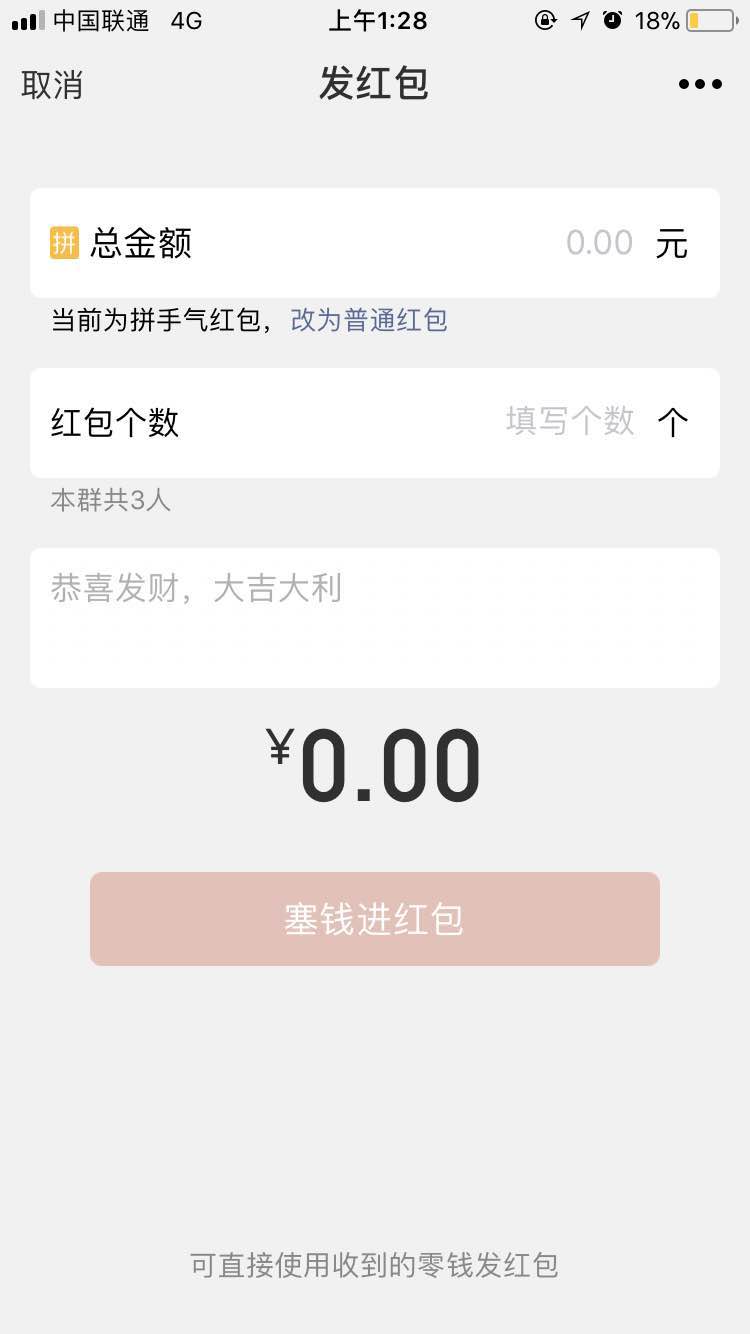 中国联通 4G 上午1:28 18%
取消 发红包
拼 总金额 0.00 元
当前为拼手气红包，改为普通红包
红包个数 填写个数 个
本群共3人
恭喜发财，大吉大利
¥0.00
塞钱进红包
可直接使用收到的零钱发红包